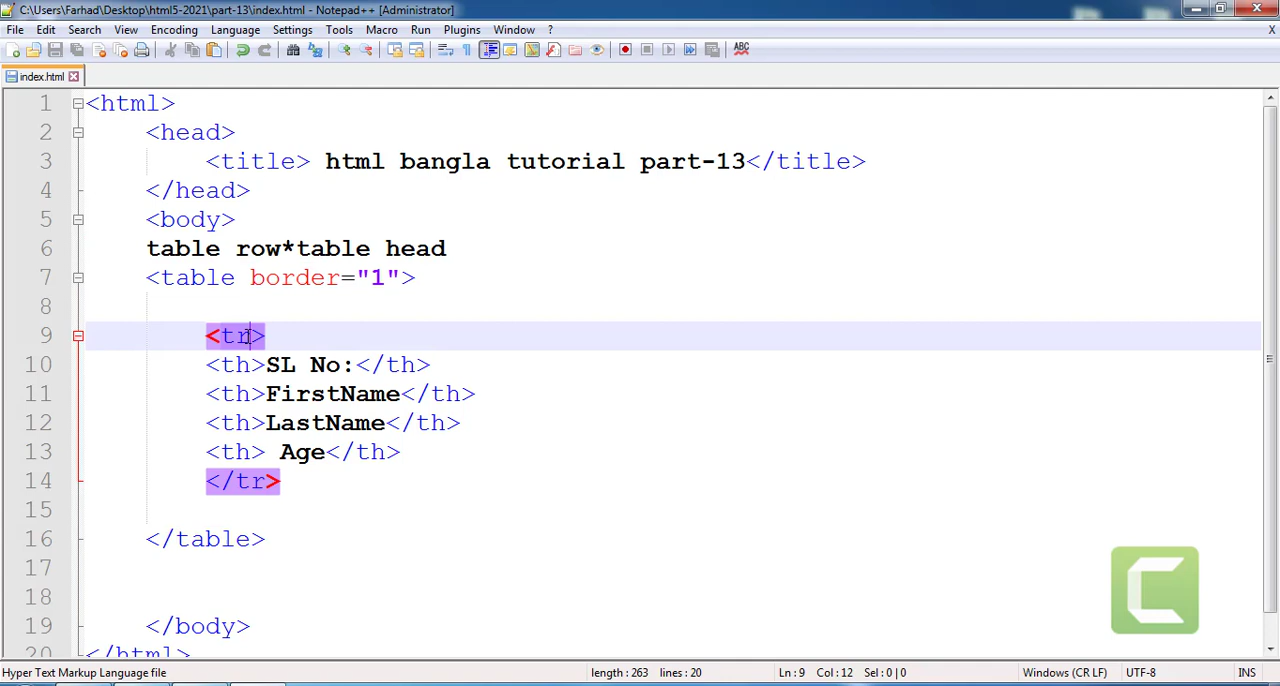 C:\Users\Farhad\Desktop\html5-2021\part-13\index.html - Notepad++ [Administrator]
File Edit Search View Encoding Language Settings Tools Macro Run Plugins Window ? X
ABC
index.html
1 <html>
2 <head>
3 <title> html bangla tutorial part-13</title>
4 </head>
5 <body>
6 table row*table head
7 <table border="1">
8
9 <tr>
10 <th>SL No:</th>
11 <th>FirstName</th>
12 <th>LastName</th>
13 <th> Age</th>
14 </tr>
15
16 </table>
17
18
19 </body>
20 </html>
Hyper Text Markup Language file length : 263 lines : 20 Ln : 9 Col : 12 Sel : 0 | 0 Windows (CR LF) UTF-8 INS